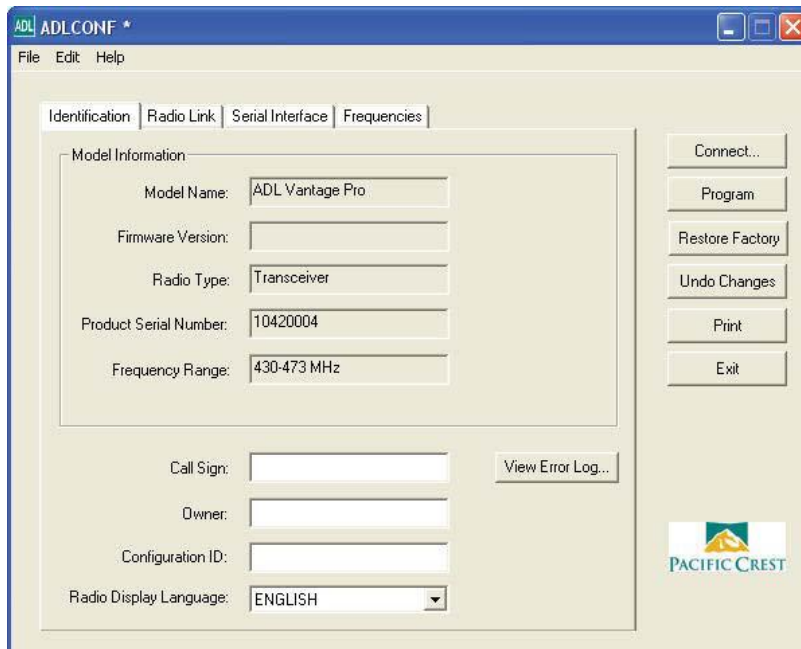 ADL ADLCONF *
File Edit Help
Identification Radio Link Serial Interface Frequencies
Model Information
Model Name: ADL Vantage Pro
Firmware Version:
Radio Type: Transceiver
Product Serial Number: 10420004
Frequency Range: 430-473 MHz
Call Sign:
View Error Log...
Owner:
Configuration ID:
Radio Display Language: ENGLISH
Connect...
Program
Restore Factory
Undo Changes
Print
Exit
PACIFIC CREST